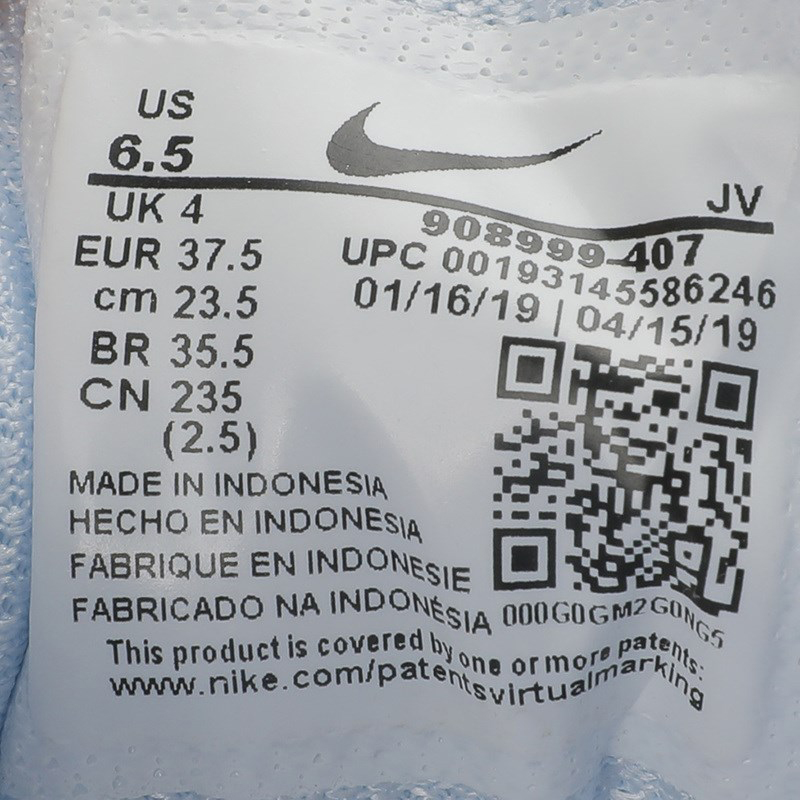 US
6.5
JV
UK 4
EUR 37.5
cm 23.5
BR 35.5
CN 235
(2.5)
908999-407
UPC 00193145586246
01/16/19 | 04/15/19
MADE IN INDONESIA
HECHO EN INDONESIA
FABRIQUE EN INDONESIE
FABRICADO NA INDONÉSIA
000G0GM2G0NG5
This product is covered by one or more patents:
www.nike.com/patentsvirtualmarking